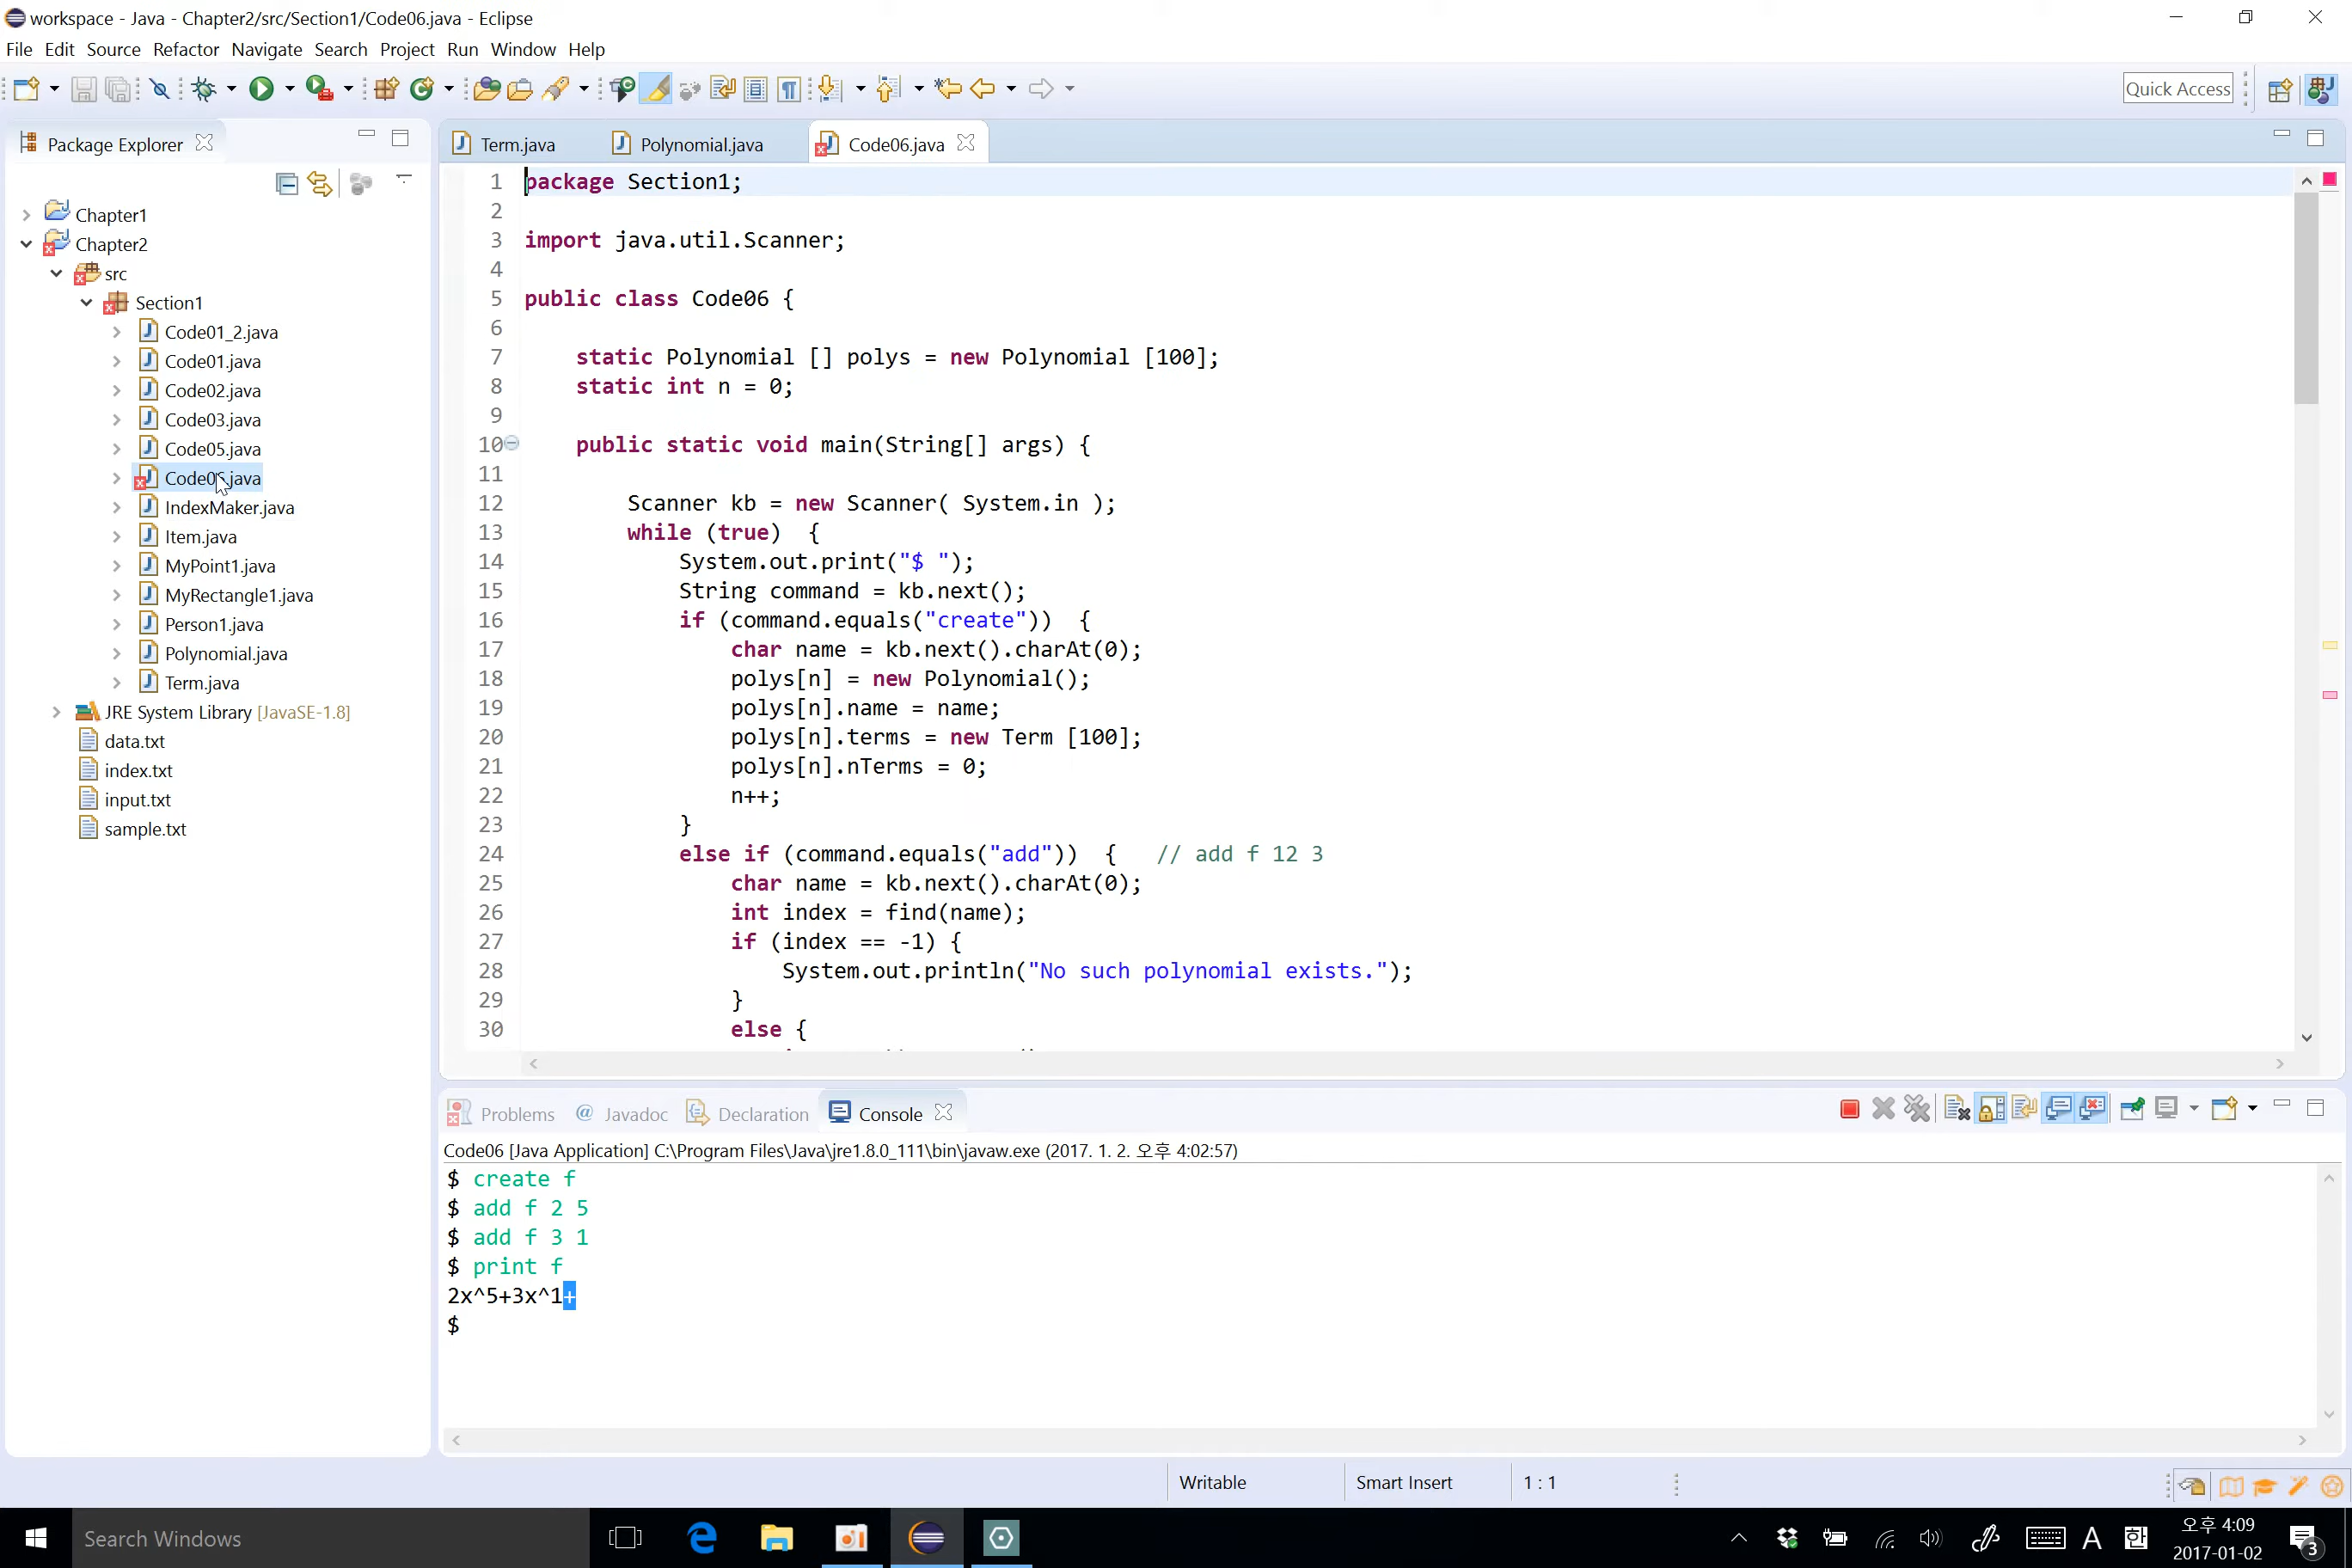 workspace - Java - Chapter2/src/Section1/Code06.java - Eclipse
File Edit Source Refactor Navigate Search Project Run Window Help
Quick Access
Package Explorer
Term.java Polynomial.java Code06.java
Chapter1
Chapter2
src
Section1
Code01_2.java
Code01.java
Code02.java
Code03.java
Code05.java
Code06.java
IndexMaker.java
Item.java
MyPoint1.java
MyRectangle1.java
Person1.java
Polynomial.java
Term.java
JRE System Library [JavaSE-1.8]
data.txt
index.txt
input.txt
sample.txt
1 package Section1;
2
3 import java.util.Scanner;
4
5 public class Code06 {
6
7 static Polynomial [] polys = new Polynomial [100];
8 static int n = 0;
9
10 public static void main(String[] args) {
11
12 Scanner kb = new Scanner( System.in );
13 while (true) {
14 System.out.print("$ ");
15 String command = kb.next();
16 if (command.equals("create")) {
17 char name = kb.next().charAt(0);
18 polys[n] = new Polynomial();
19 polys[n].name = name;
20 polys[n].terms = new Term [100];
21 polys[n].nTerms = 0;
22 n++;
23 }
24 else if (command.equals("add")) { // add f 12 3
25 char name = kb.next().charAt(0);
26 int index = find(name);
27 if (index == -1) {
28 System.out.println("No such polynomial exists.");
29 }
30 else {
Problems @ Javadoc Declaration Console
Code06 [Java Application] C:\Program Files\Java\jre1.8.0_111\bin\javaw.exe (2017. 1. 2. 오후 4:02:57)
$ create f
$ add f 2 5
$ add f 3 1
$ print f
2x^5+3x^1+
$
Writable Smart Insert 1 : 1
Search Windows
A 한
오후 4:09
2017-01-02
3